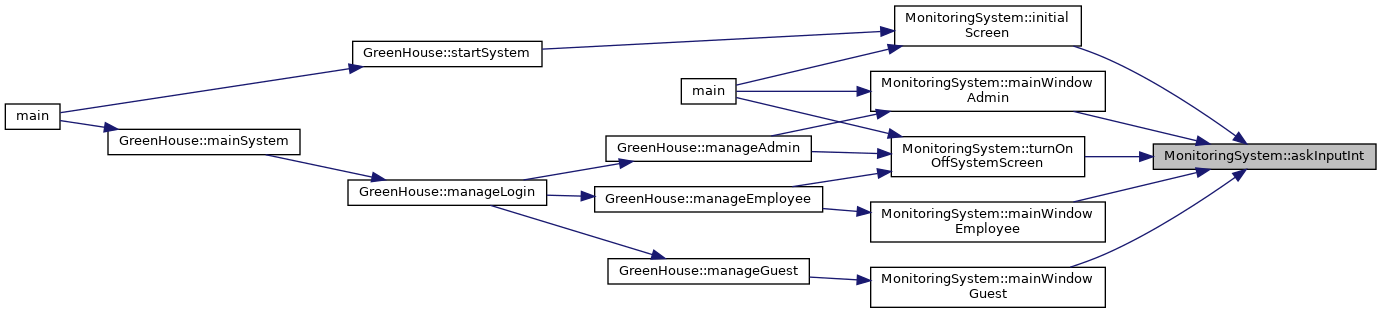 MonitoringSystem::initial
Screen
GreenHouse::startSystem
MonitoringSystem::mainWindow
Admin
main
main
GreenHouse::mainSystem
GreenHouse::manageAdmin
MonitoringSystem::turnOn
OffSystemScreen
MonitoringSystem::askInputInt
GreenHouse::manageLogin
GreenHouse::manageEmployee
MonitoringSystem::mainWindow
Employee
GreenHouse::manageGuest
MonitoringSystem::mainWindow
Guest